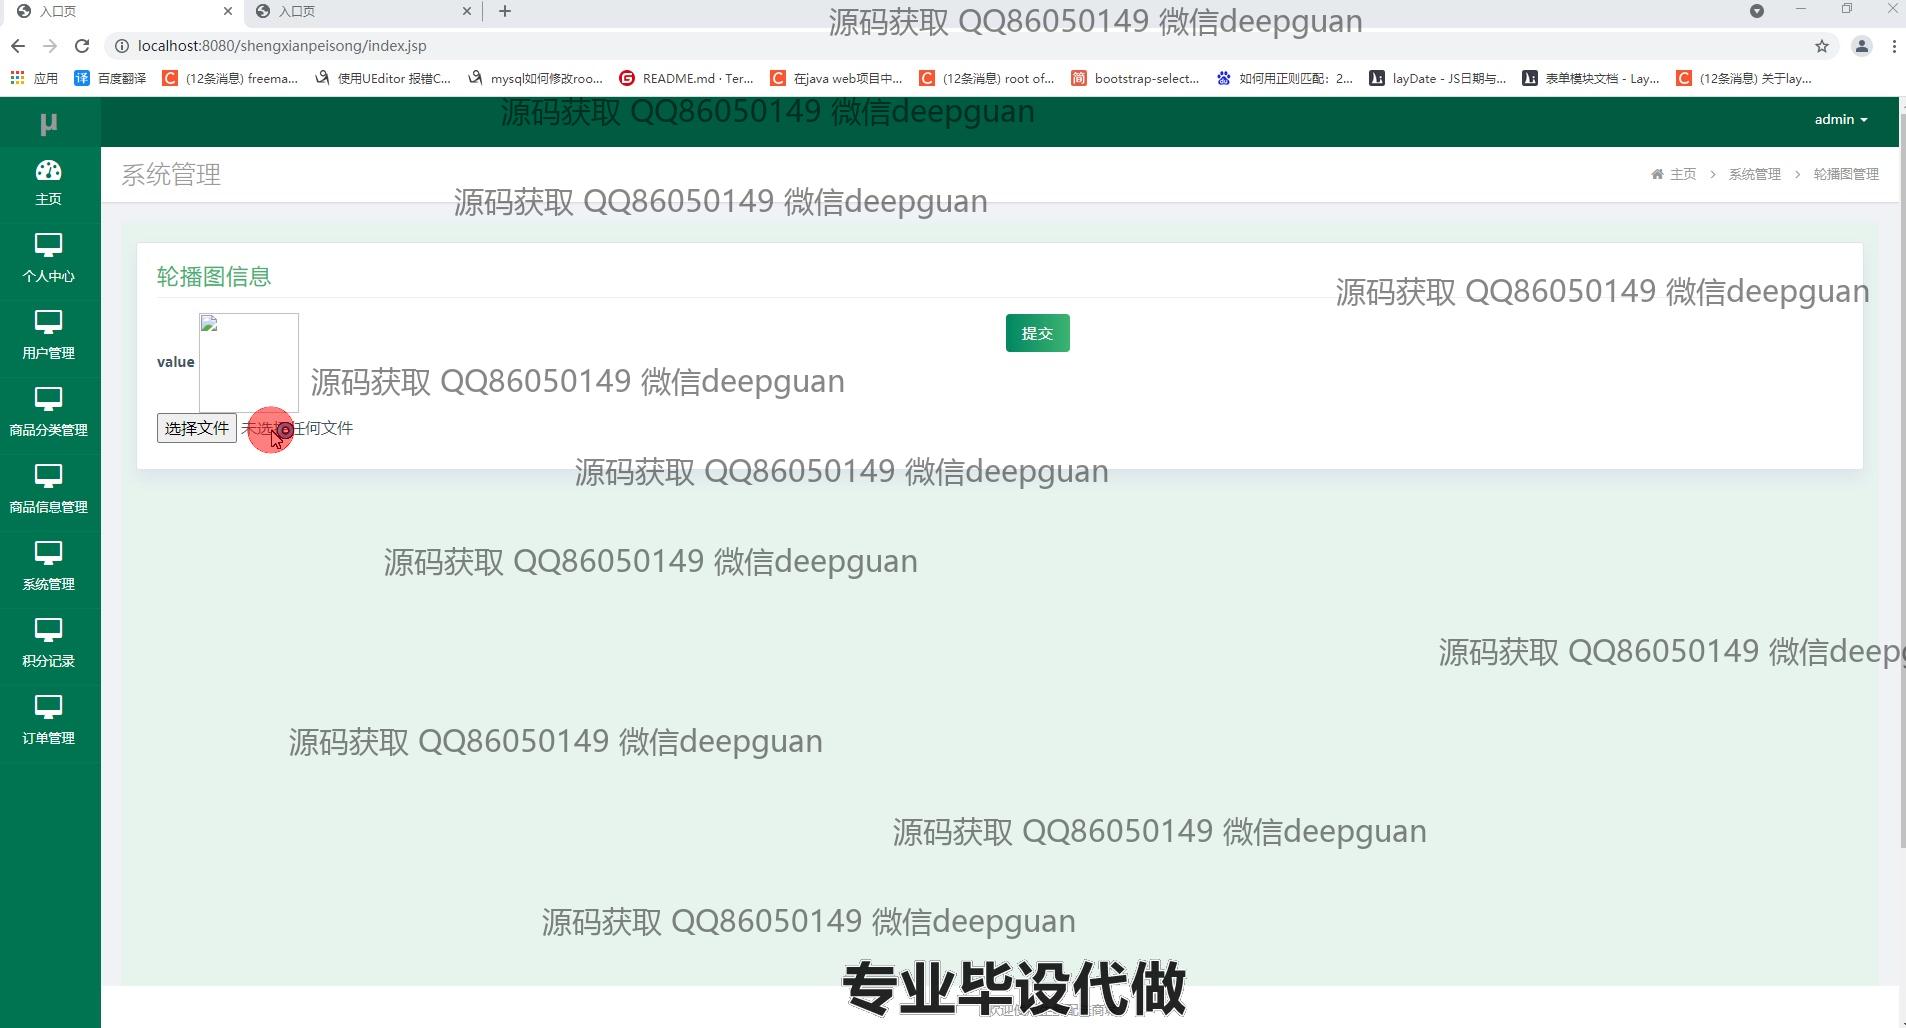 入口页
入口页
源码获取 QQ86050149 微信deepguan
localhost:8080/shengxianpeisong/index.jsp
应用
百度翻译
(12条消息) freema...
使用UEditor 报错C...
mysql如何修改roo...
README.md · Ter...
在java web项目中...
(12条消息) root of...
bootstrap-select...
如何用正则匹配：2...
layDate - JS日期与...
表单模块文档 - Lay...
(12条消息) 关于lay...
源码获取 QQ86050149 微信deepguan
μ
admin
主页
系统管理
主页 > 系统管理 > 轮播图管理
源码获取 QQ86050149 微信deepguan
个人中心
轮播图信息
源码获取 QQ86050149 微信deepguan
用户管理
提交
value
源码获取 QQ86050149 微信deepguan
商品分类管理
选择文件 未选择任何文件
源码获取 QQ86050149 微信deepguan
商品信息管理
源码获取 QQ86050149 微信deepguan
系统管理
源码获取 QQ86050149 微信deep
积分记录
订单管理
源码获取 QQ86050149 微信deepguan
源码获取 QQ86050149 微信deepguan
源码获取 QQ86050149 微信deepguan
专业毕设代做